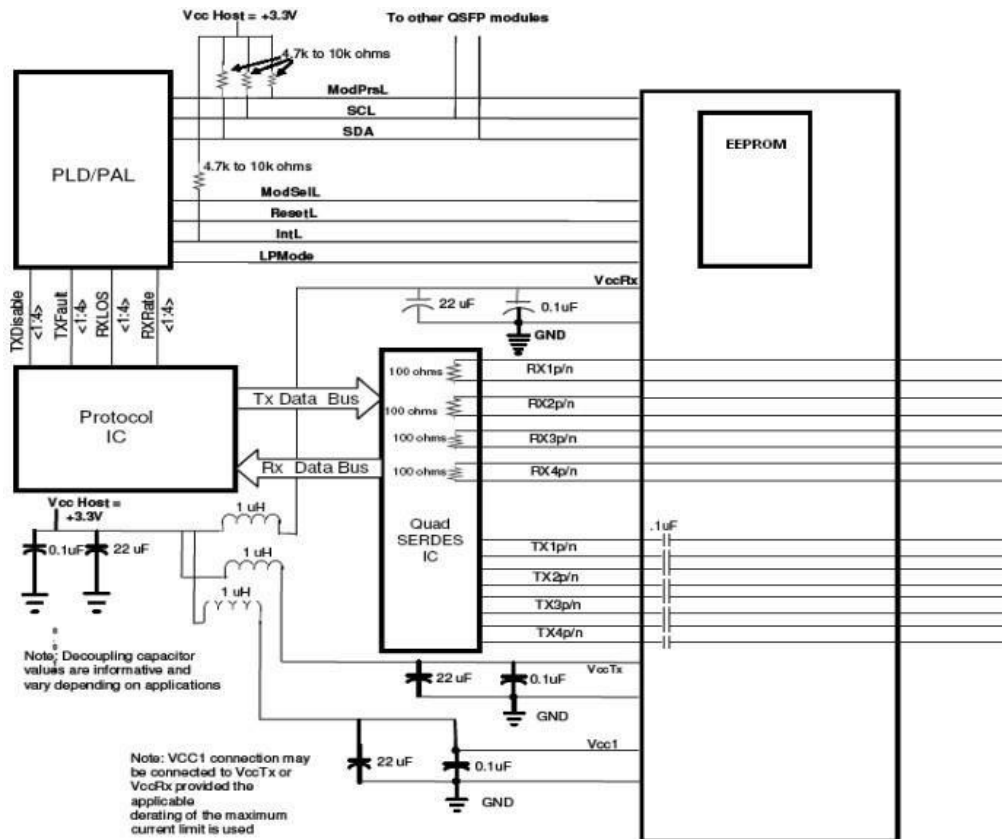 Vcc Host = +3.3V
To other QSFP modules
4.7k to 10k ohms
ModPrsL
SCL
SDA
EEPROM
PLD/PAL
4.7k to 10k ohms
ModSelL
ResetL
IntL
LPMode
VccRx
22 uF
0.1uF
GND
TXDisable
<1:4>
TXFault
<1:4>
RXLOS
<1:4>
RXRate
<1:4>
100 ohms
RX1p/n
Protocol
IC
Tx Data Bus
100 ohms
RX2p/n
100 ohms
RX3p/n
Rx Data Bus
100 ohms
RX4p/n
Vcc Host =
+3.3V
1 uH
0.1uF
22 uF
1 uH
1 uH
Quad
SERDES
IC
.1uF
TX1p/n
TX2p/n
TX3p/n
TX4p/n
Note: Decoupling capacitor
values are informative and
vary depending on applications
VccTx
22 uF
0.1uF
GND
Vcc1
Note: VCC1 connection may
be connected to VccTx or
VccRx provided the
applicable
derating of the maximum
current limit is used
22 uF
0.1uF
GND